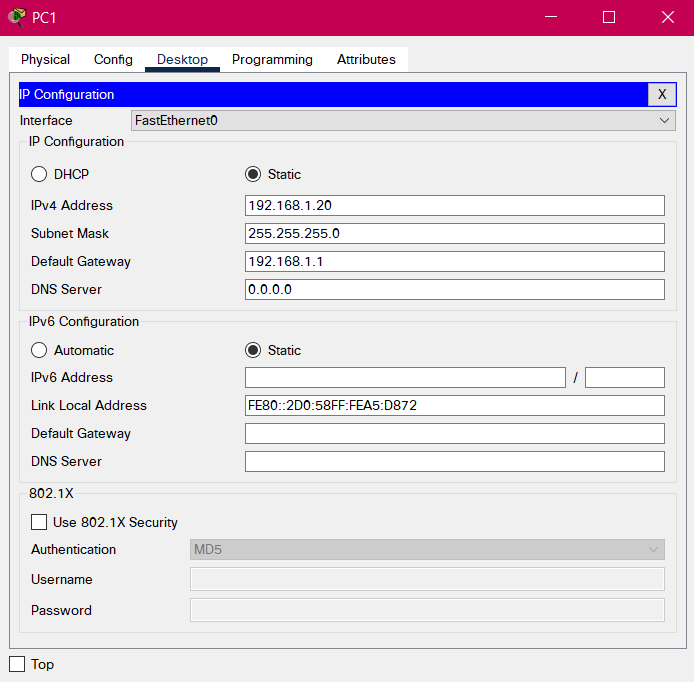 PC1
Physical Config Desktop Programming Attributes
IP Configuration X
Interface FastEthernet0
IP Configuration
DHCP Static
IPv4 Address 192.168.1.20
Subnet Mask 255.255.255.0
Default Gateway 192.168.1.1
DNS Server 0.0.0.0
IPv6 Configuration
Automatic Static
IPv6 Address /
Link Local Address FE80::2D0:58FF:FEA5:D872
Default Gateway
DNS Server
802.1X
Use 802.1X Security
Authentication MD5
Username
Password
Top